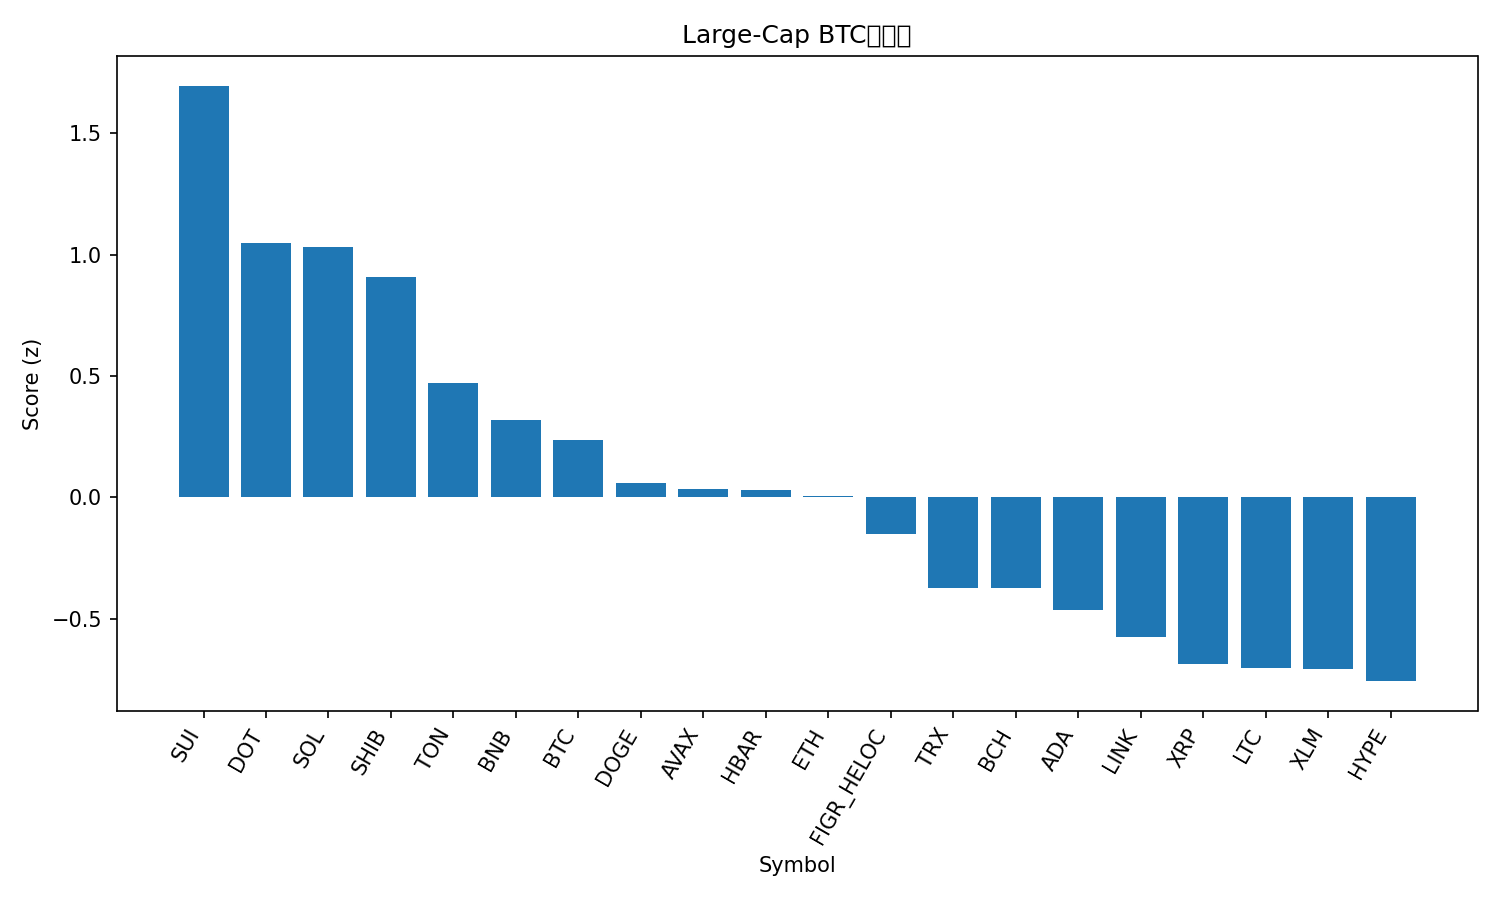 Large-Cap BTC
Score (z)
1.5
1.0
0.5
0.0
−0.5
SUI
DOT
SOL
SHIB
TON
BNB
BTC
DOGE
AVAX
HBAR
ETH
FIGR_HELOC
TRX
BCH
ADA
LINK
XRP
LTC
XLM
HYPE
Symbol